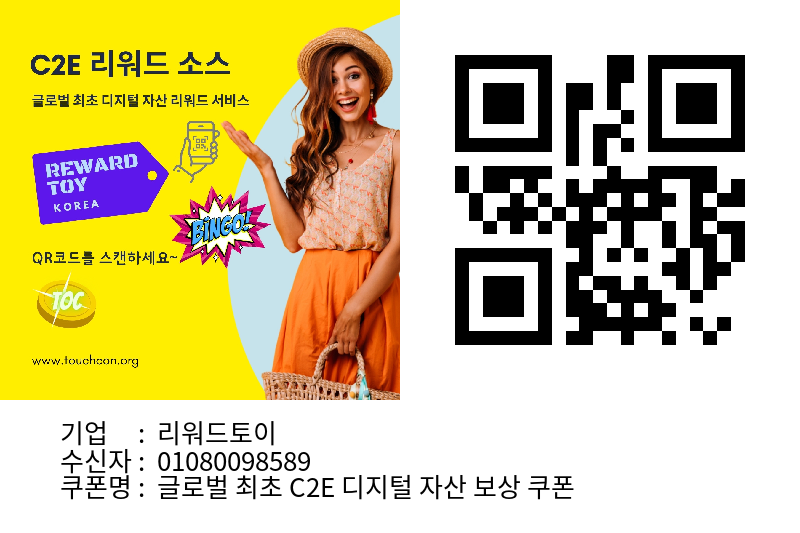 C2E 리워드 소스
글로벌 최초 디지털 자산 리워드 서비스
REWARD
TOY
KOREA
BINGO!
QR코드를 스캔하세요~
TOC
www.touchcon.org
기업 : 리워드토이
수신자 : 01080098589
쿠폰명 : 글로벌 최초 C2E 디지털 자산 보상 쿠폰